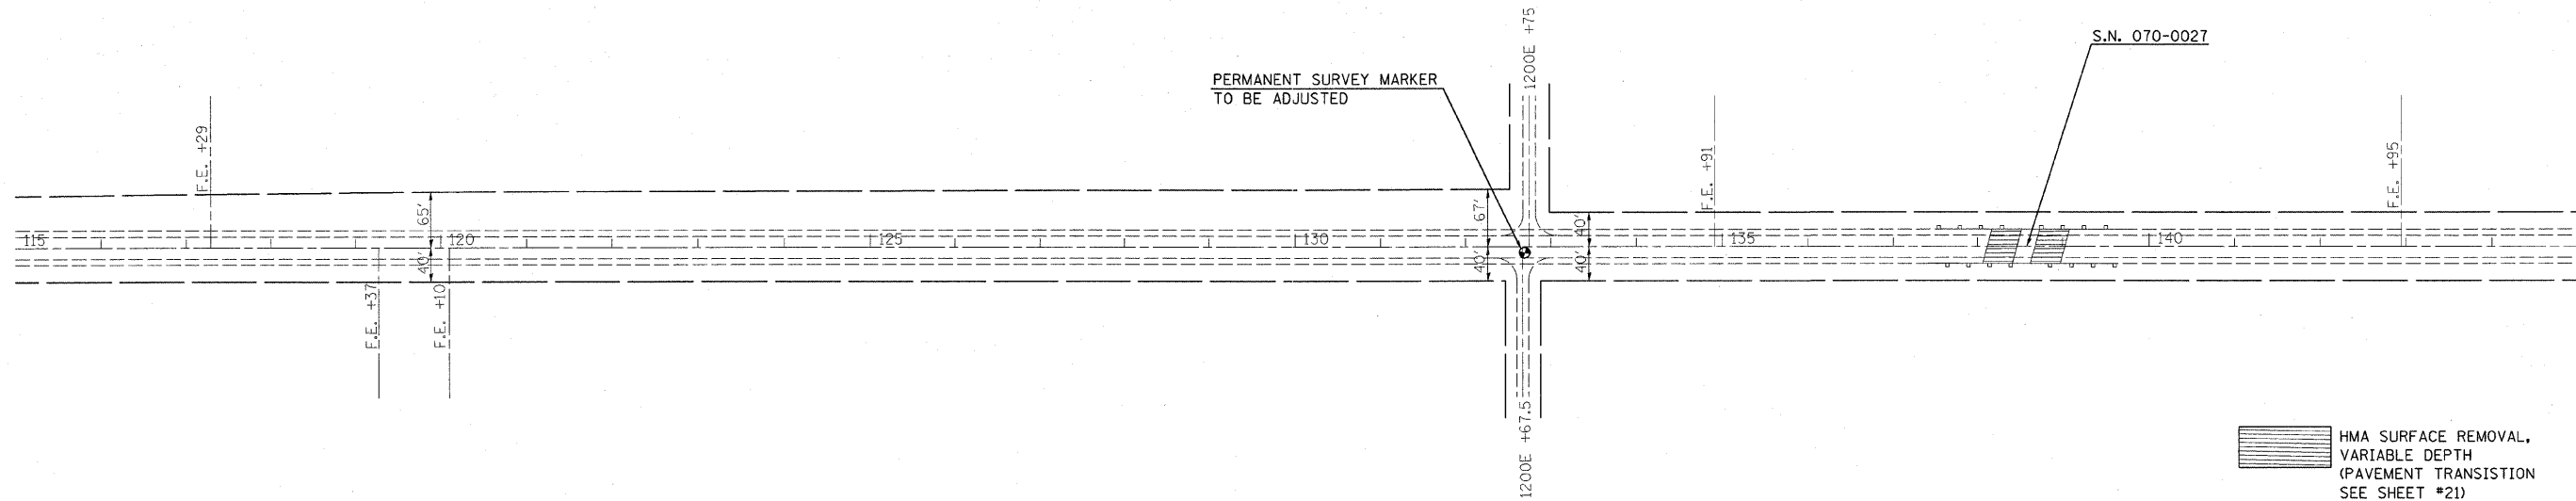 1200E +75
S.N. 070-0027
PERMANENT SURVEY MARKER
TO BE ADJUSTED
F.E. +29
F.E. +91
F.E. +95
65'
67'
40'
115
120
125
130
135
140
40'
40'
40'
F.E. +37
F.E. +10
1200E +67.5
HMA SURFACE REMOVAL,
VARIABLE DEPTH
(PAVEMENT TRANSISTION
SEE SHEET #21)